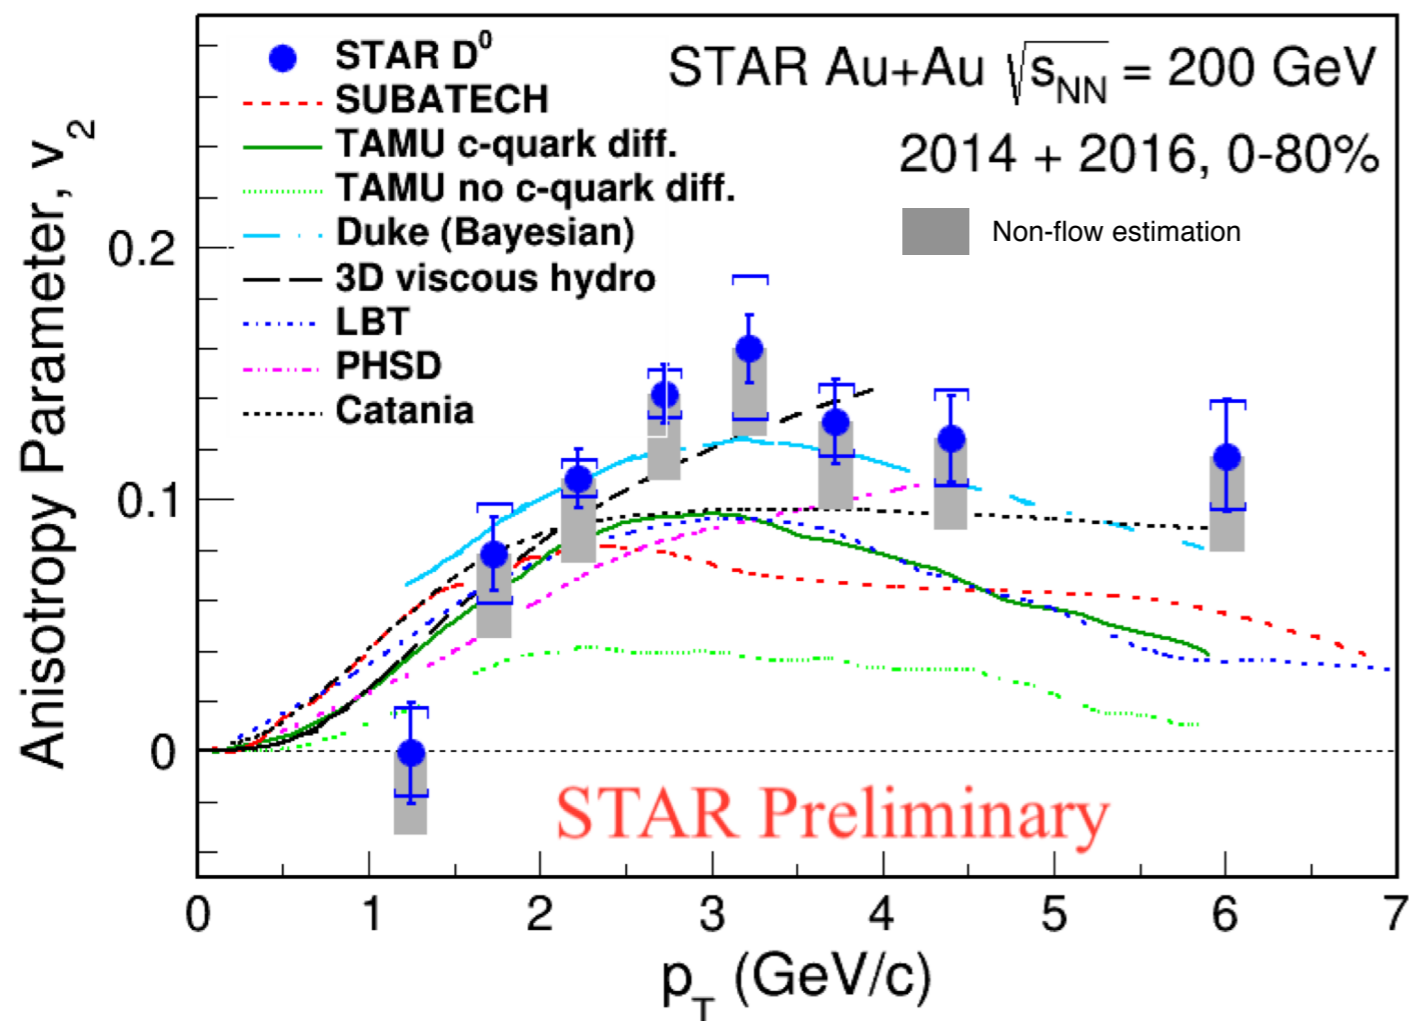 STAR D0
SUBATECH
TAMU c-quark diff.
TAMU no c-quark diff.
Duke (Bayesian)
3D viscous hydro
LBT
PHSD
Catania
STAR Au+Au √sNN = 200 GeV
2014 + 2016, 0-80%
Non-flow estimation
Anisotropy Parameter, v2
0.2
0.1
0
STAR Preliminary
0 1 2 3 4 5 6 7
pT (GeV/c)